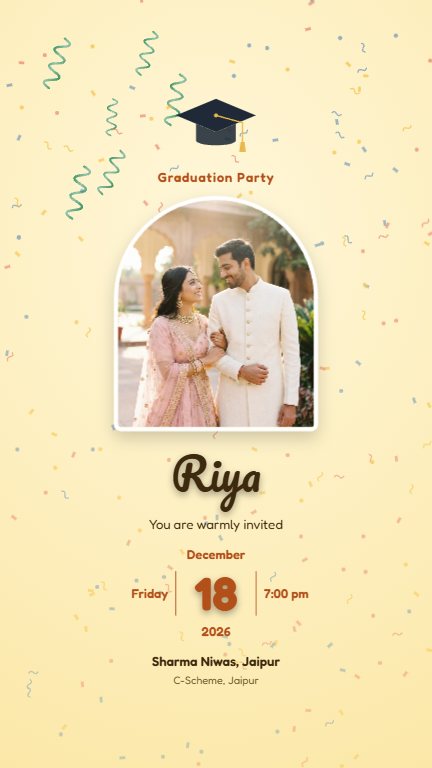 Graduation Party
Riya
You are warmly invited
December
Friday
18
7:00 pm
2026
Sharma Niwas, Jaipur
C-Scheme, Jaipur